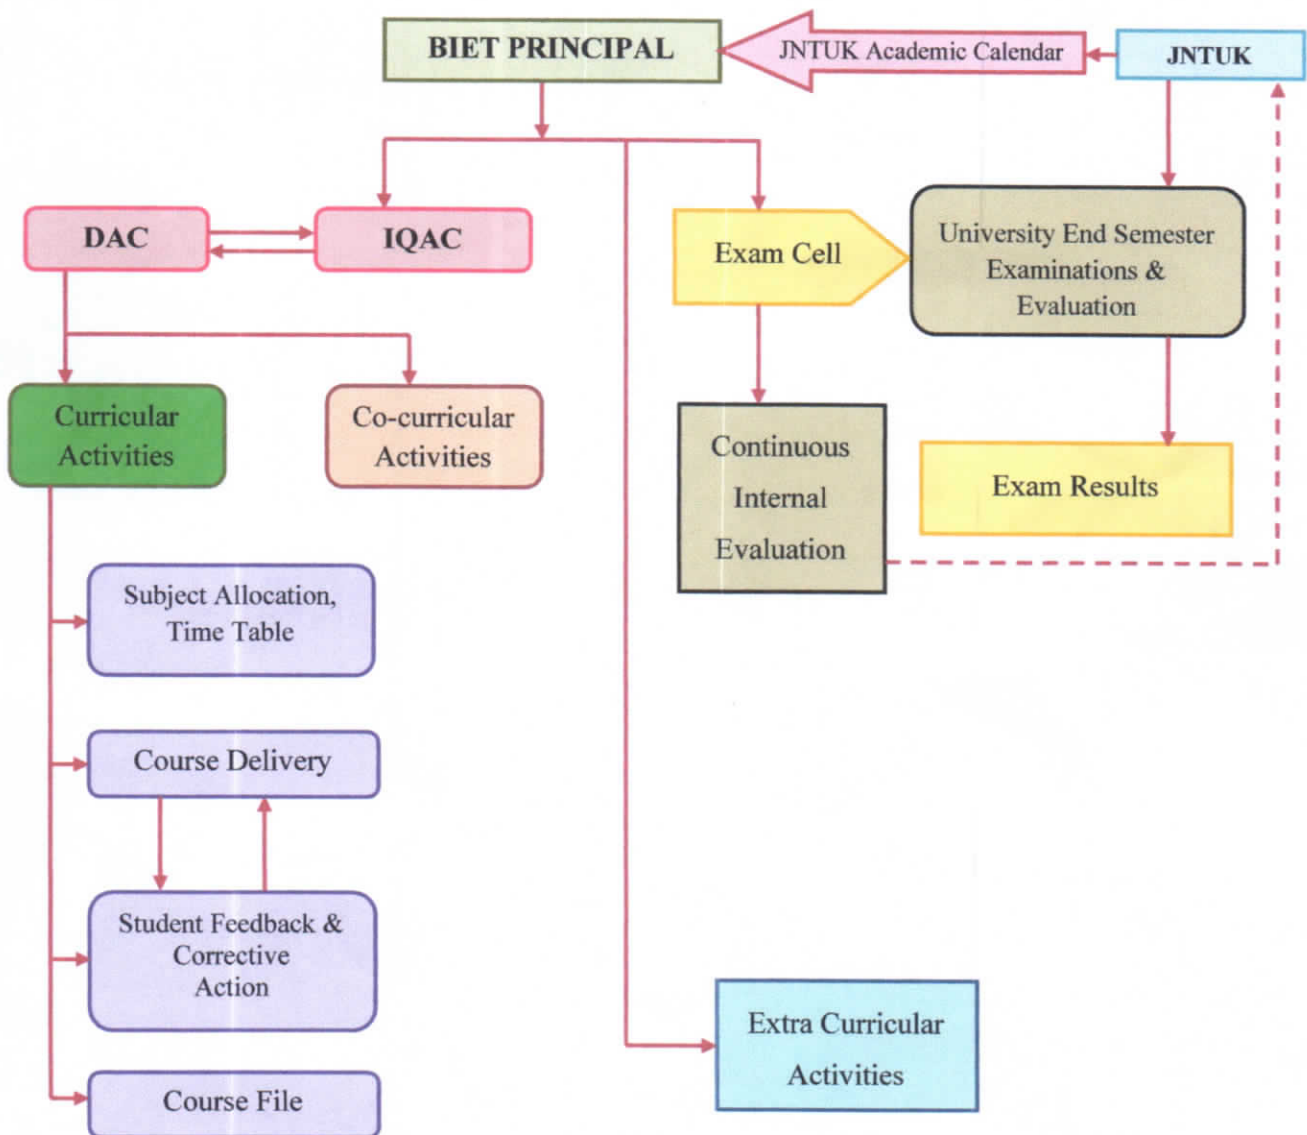 BIET PRINCIPAL
JNTUK Academic Calendar
JNTUK
DAC
IQAC
Exam Cell
University End Semester
Examinations &
Evaluation
Curricular
Activities
Co-curricular
Activities
Continuous
Internal
Evaluation
Exam Results
Subject Allocation,
Time Table
Course Delivery
Student Feedback &
Corrective
Action
Extra Curricular
Activities
Course File